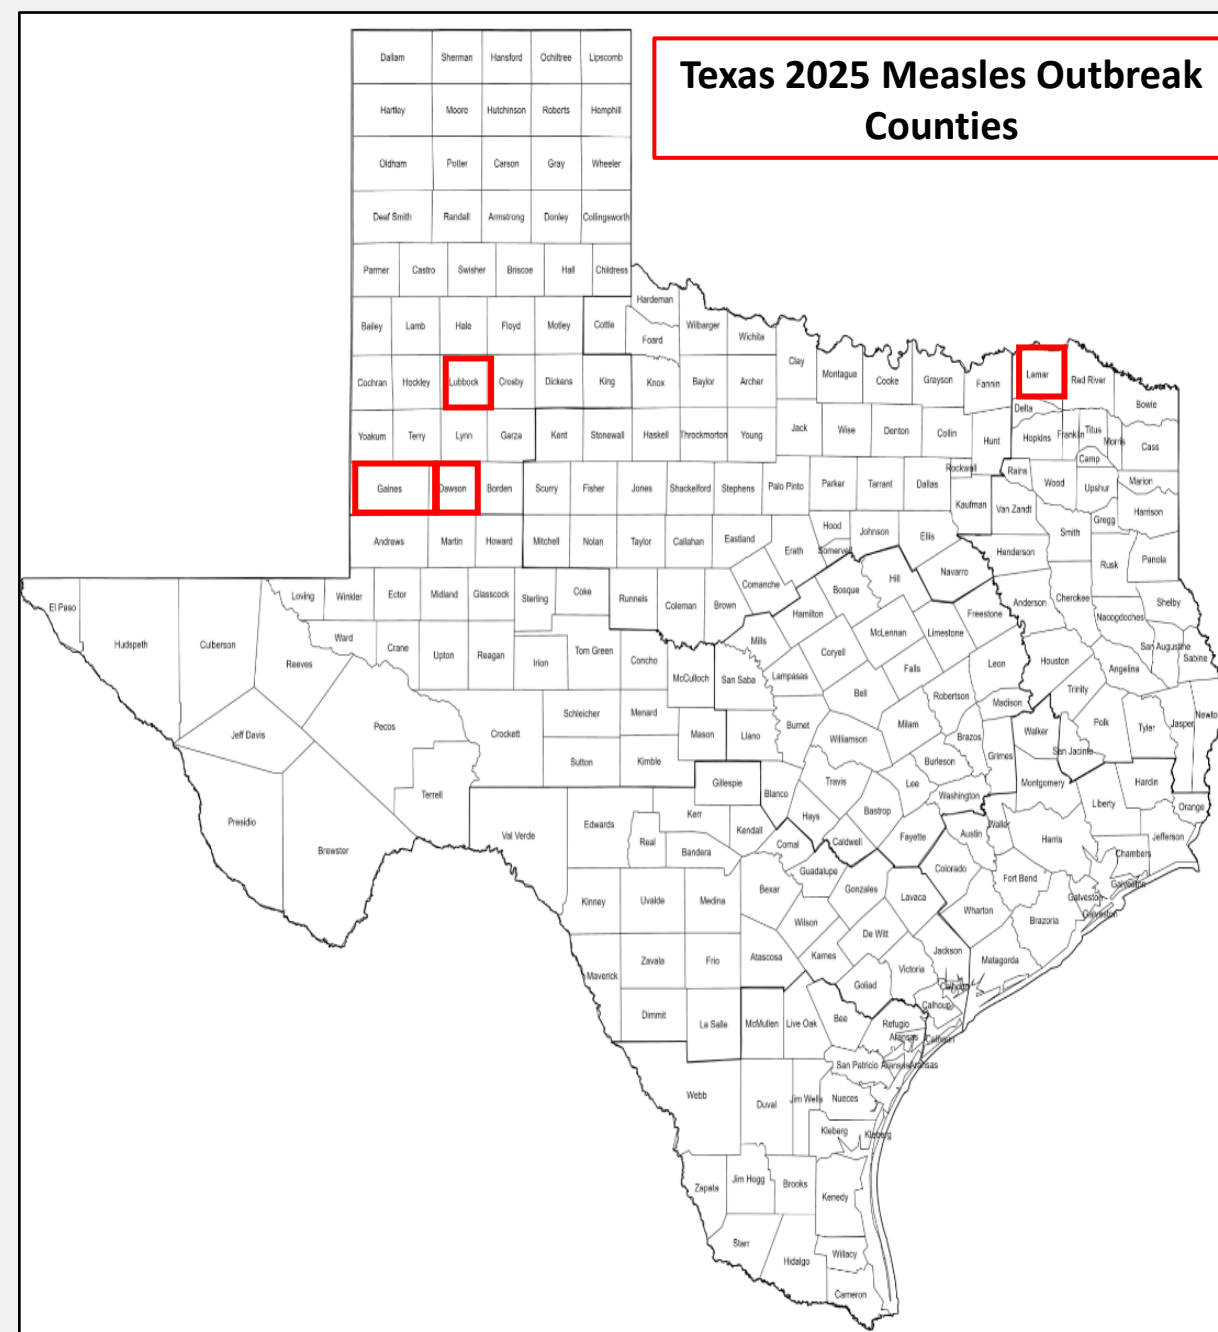 Texas 2025 Measles Outbreak
Counties
Dallam Sherman Hansford Ochiltree Lipscomb
Hartley Moore Hutchinson Roberts Hemphill
Oldham Potter Carson Gray Wheeler
Deaf Smith Randall Armstrong Donley Collingsworth
Parmer Castro Swisher Briscoe Hall Childress
Hardeman
Bailey Lamb Hale Floyd Motley Cottle Foard Wilbarger Wichita
Clay Montague Cooke Grayson Fannin Lamar Red River Bowie
Cochran Hockley Lubbock Crosby Dickens King Knox Baylor Archer
Delta
Yoakum Terry Lynn Garza Kent Stonewall Haskell Throckmorton Young Jack Wise Denton Collin Hunt Hopkins Franklin Titus Morris Cass
Camp
Gaines Dawson Borden Scurry Fisher Jones Shackelford Stephens Palo Pinto Parker Tarrant Dallas Rockwall Rains Wood Upshur Marion
Kaufman Van Zandt Gregg Harrison
Andrews Martin Howard Mitchell Nolan Taylor Callahan Eastland Erath Hood Somervell Johnson Ellis Henderson Smith Rusk Panola
El Paso Hudspeth Culberson Loving Winkler Ector Midland Glasscock Sterling Coke Runnels Coleman Brown Comanche Hamilton Bosque Hill Navarro Freestone Anderson Cherokee Nacogdoches Shelby
Reeves Ward Crane Upton Reagan Irion Tom Green Concho McCulloch San Saba Mills Lampasas Coryell McLennan Limestone Falls Leon Houston Angelina San Augustine Sabine
Jeff Davis Pecos Crockett Schleicher Menard Mason Llano Burnet Bell Milam Robertson Madison Trinity Polk Tyler Jasper Newto
Sutton Kimble Williamson Brazos Grimes Walker San Jacinto
Presidio Brewster Terrell Val Verde Edwards Gillespie Kerr Real Bandera Kendall Blanco Travis Hays Bastrop Lee Burleson Washington Montgomery Liberty Hardin Orange
Comal Caldwell Fayette Austin Waller Harris Chambers Jefferson
Kinney Uvalde Medina Bexar Guadalupe Gonzales Lavaca Colorado Fort Bend Galveston
Galveston
Galveston
Wilson Wharton Brazoria
Maverick Zavala Frio Atascosa Karnes De Witt Victoria Jackson Matagorda
Goliad Calhoun
Calhoun
Calhoun
Dimmit La Salle McMullen Live Oak Bee Refugio
Aransas
San Patricio Aransas Aransas
Webb Duval Jim Wells Nueces
Kleberg Kleberg
Zapata Jim Hogg Brooks Kenedy
Starr Hidalgo Willacy
Cameron